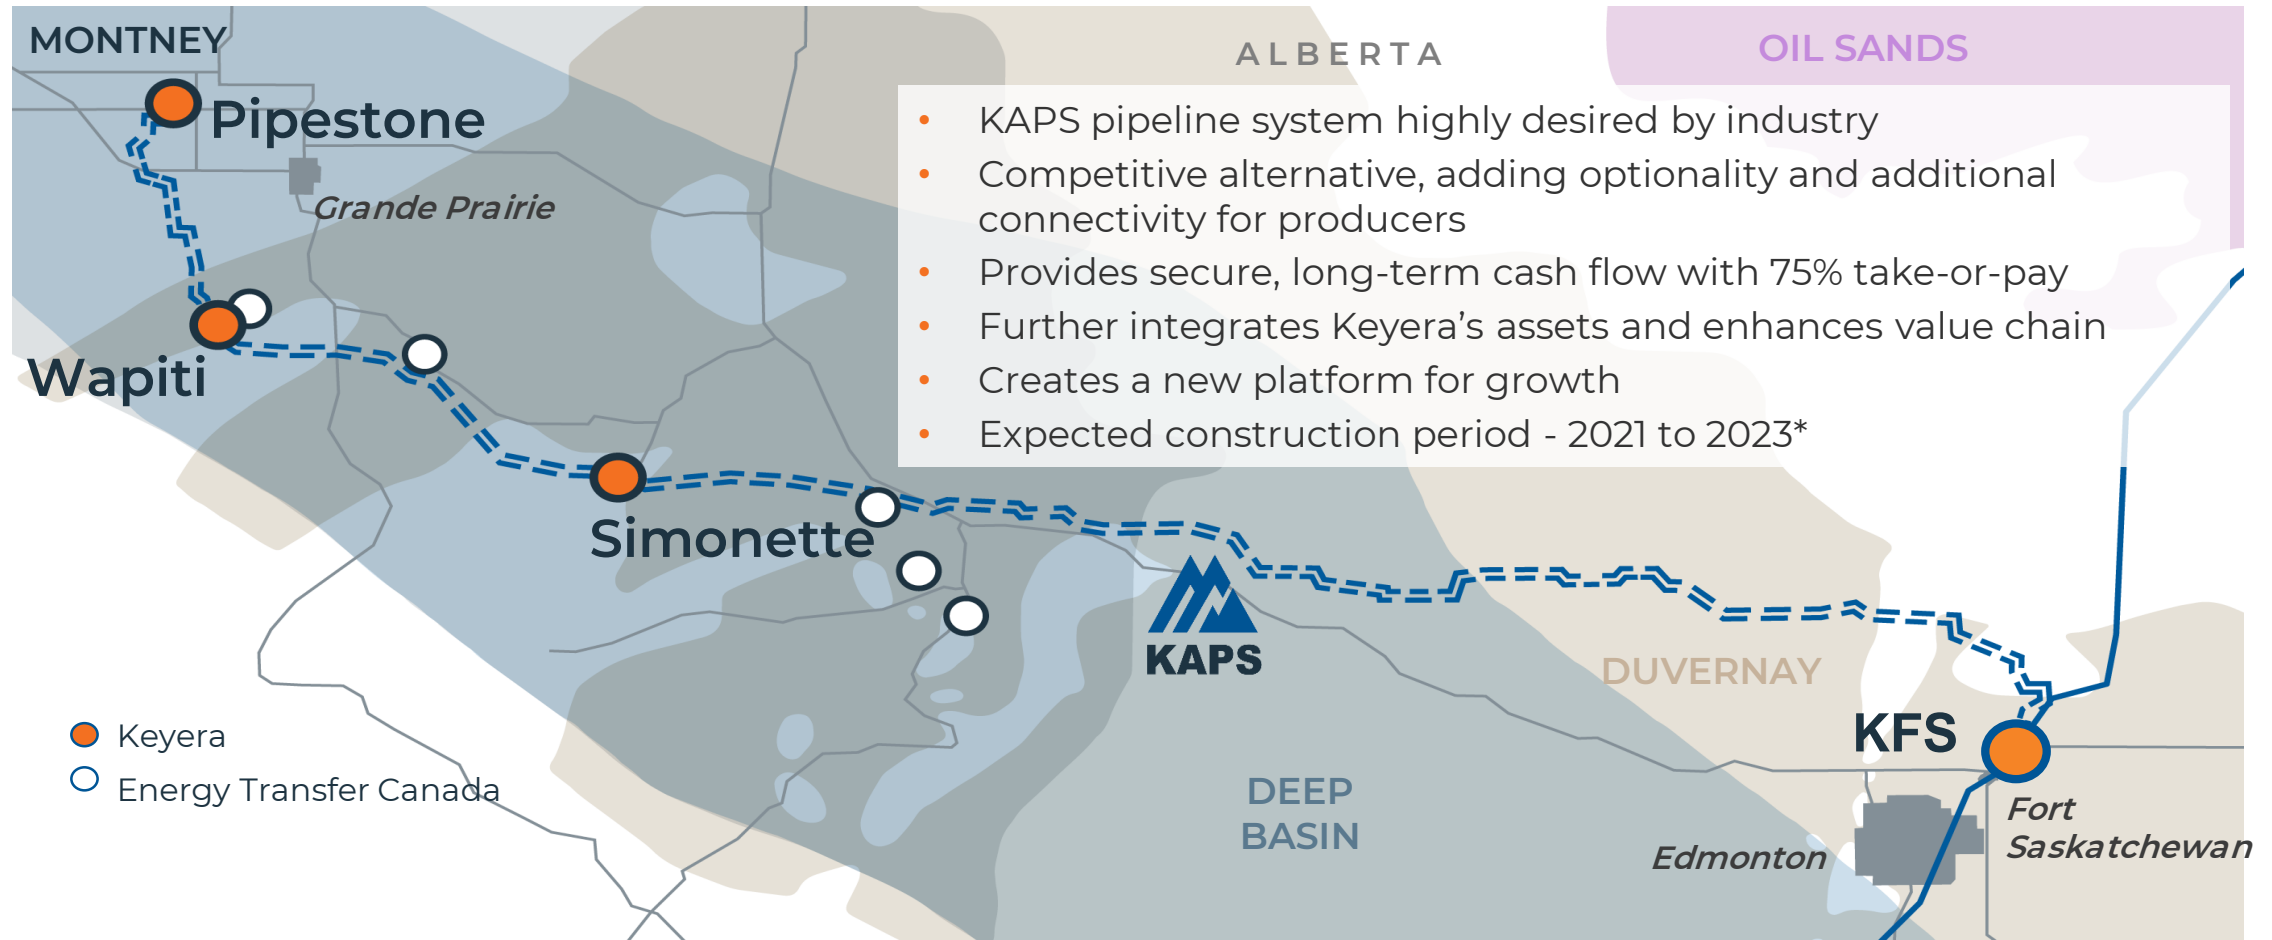 MONTNEY
ALBERTA
OIL SANDS
Pipestone
Grande Prairie
• KAPS pipeline system highly desired by industry
• Competitive alternative, adding optionality and additional
connectivity for producers
• Provides secure, long-term cash flow with 75% take-or-pay
• Further integrates Keyera’s assets and enhances value chain
• Creates a new platform for growth
• Expected construction period - 2021 to 2023*
Wapiti
Simonette
KAPS
DUVERNAY
KFS
Keyera
Energy Transfer Canada
DEEP
BASIN
Fort
Saskatchewan
Edmonton